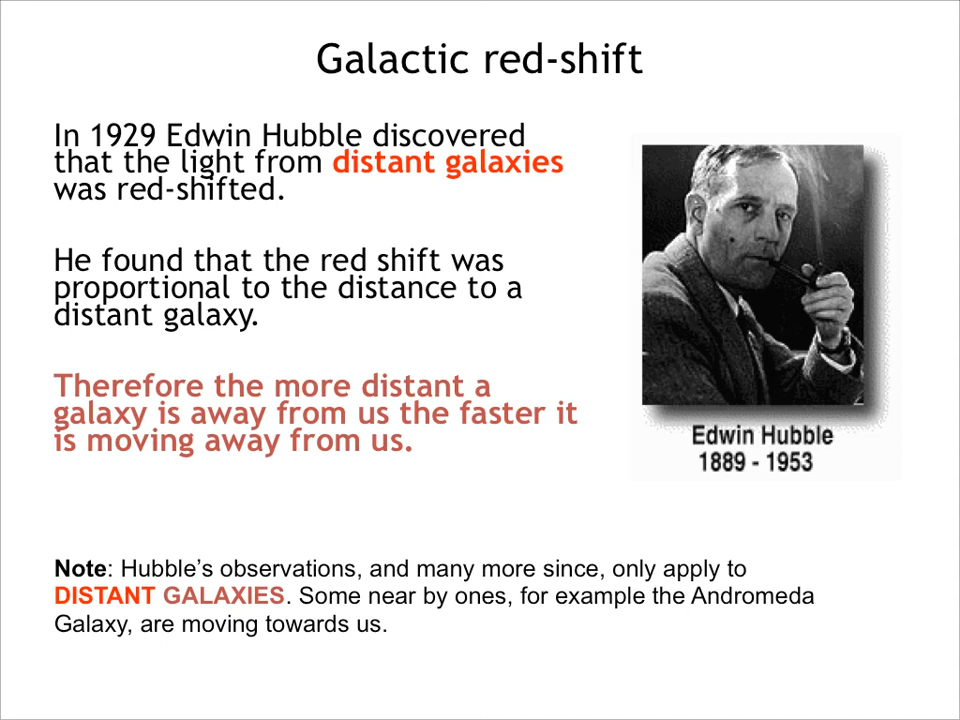 Galactic red-shift
In 1929 Edwin Hubble discovered
that the light from distant galaxies
was red-shifted.
He found that the red shift was
proportional to the distance to a
distant galaxy.
Therefore the more distant a
galaxy is away from us the faster it
is moving away from us.
Edwin Hubble
1889 - 1953
Note: Hubble’s observations, and many more since, only apply to
DISTANT GALAXIES. Some near by ones, for example the Andromeda
Galaxy, are moving towards us.